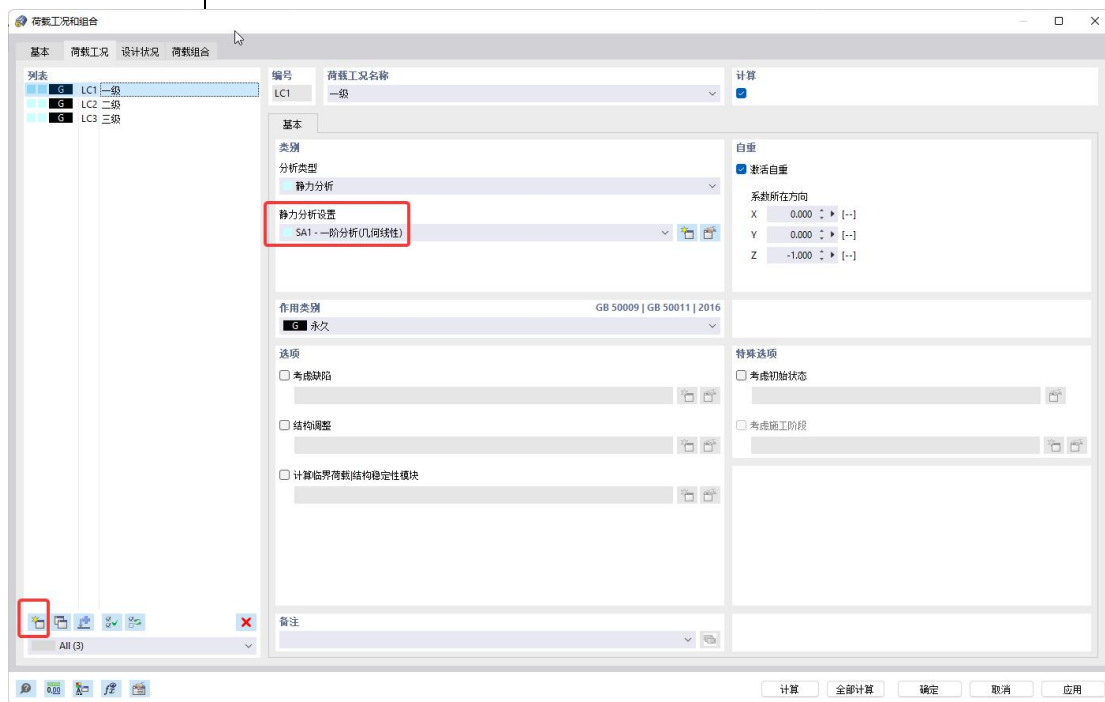 荷载工况和组合
基本 荷载工况 设计状况 荷载组合
列表
G LC1 一级
G LC2 二级
G LC3 三级
All (3)
编号 荷载工况名称
LC1 一级
计算
基本
类别
分析类型
静力分析
静力分析设置
SA1 - 一阶分析(几何线性)
自重
激活自重
系数所在方向
X 0.000 [--]
Y 0.000 [--]
Z -1.000 [--]
作用类别 GB 50009 | GB 50011 | 2016
G 永久
选项
考虑缺陷
结构调整
计算临界荷载|结构稳定性模块
特殊选项
考虑初始状态
考虑施工阶段
备注
计算 全部计算 确定 取消 应用